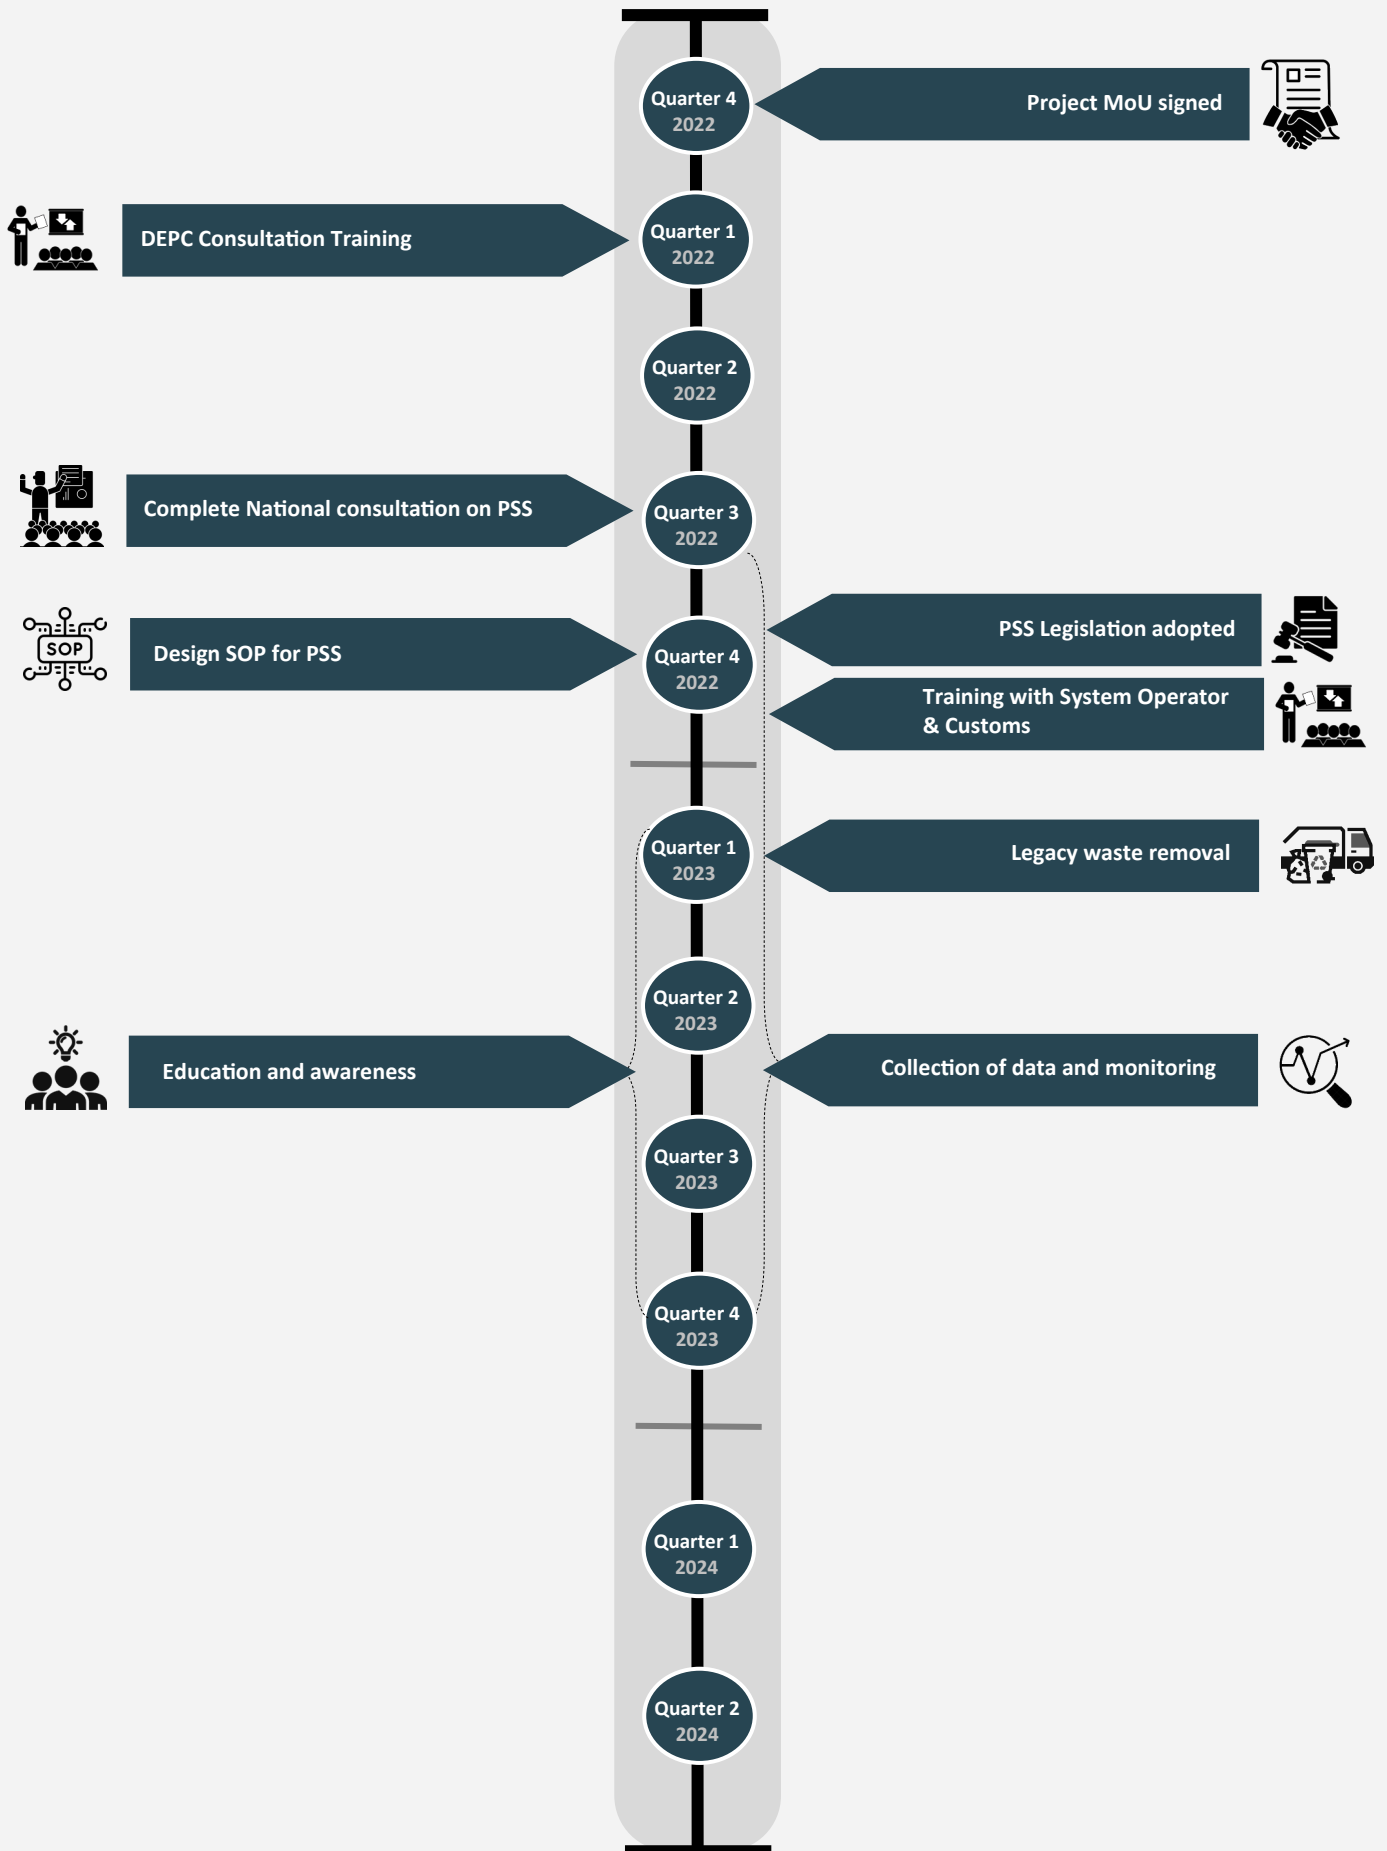 Quarter 4
2022
Project MoU signed
DEPC Consultation Training
Quarter 1
2022
Quarter 2
2022
Complete National consultation on PSS
Quarter 3
2022
PSS Legislation adopted
SOP
Design SOP for PSS
Quarter 4
2022
Training with System Operator
& Customs
Quarter 1
2023
Legacy waste removal
Quarter 2
2023
Education and awareness
Collection of data and monitoring
Quarter 3
2023
Quarter 4
2023
Quarter 1
2024
Quarter 2
2024